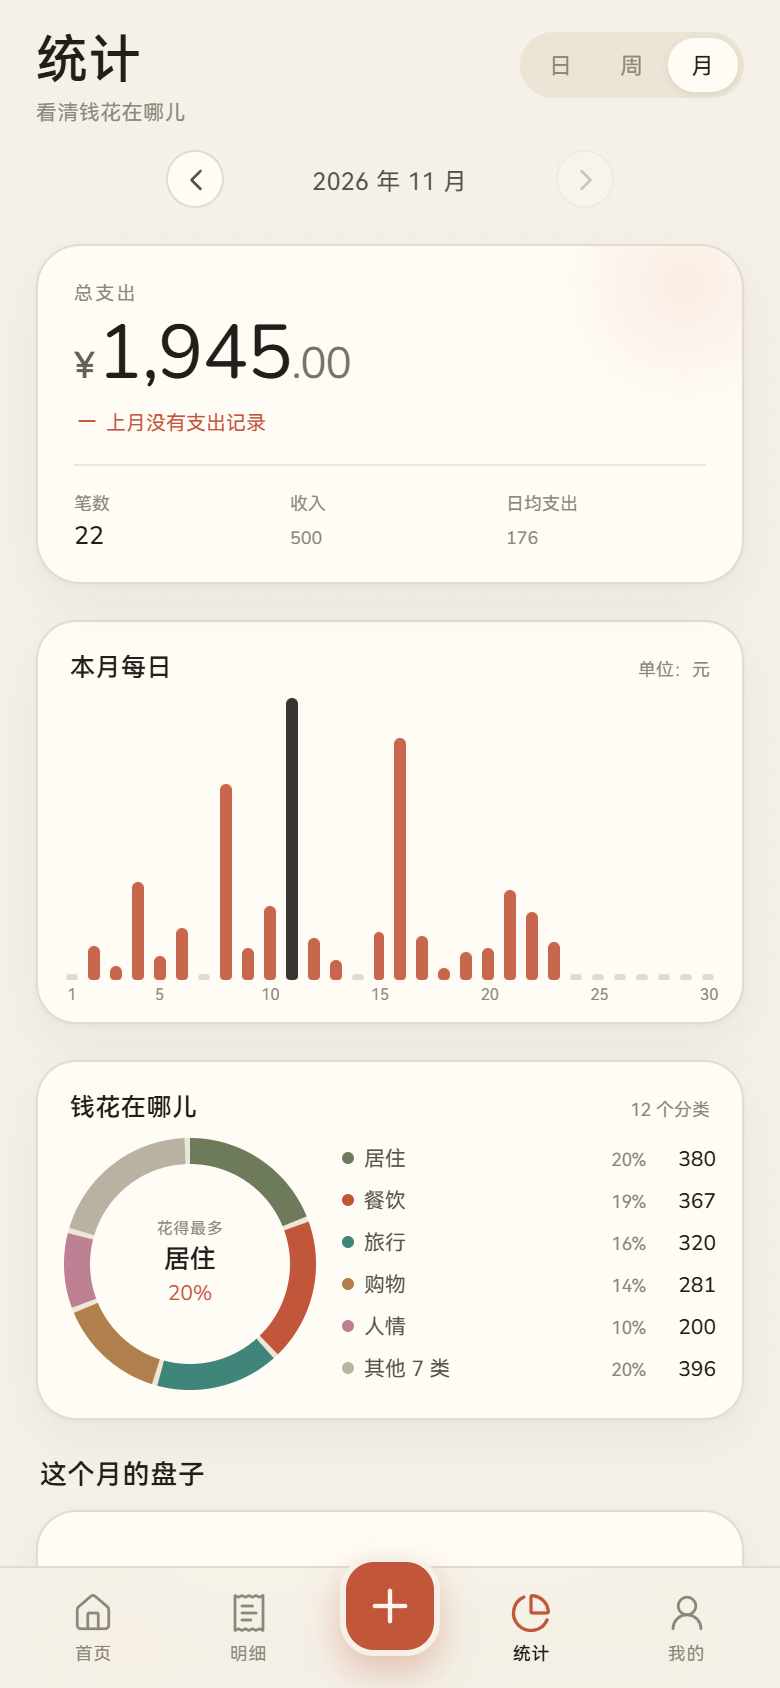 统计
日 周 月
看清钱花在哪儿
2026 年 11 月
总支出
¥1,945.00
一 上月没有支出记录
笔数 收入 日均支出
22 500 176
本月每日 单位：元
1 5 10 15 20 25 30
钱花在哪儿 12 个分类
花得最多
居住
20%
居住 20% 380
餐饮 19% 367
旅行 16% 320
购物 14% 281
人情 10% 200
其他 7 类 20% 396
这个月的盘子
首页 明细 统计 我的